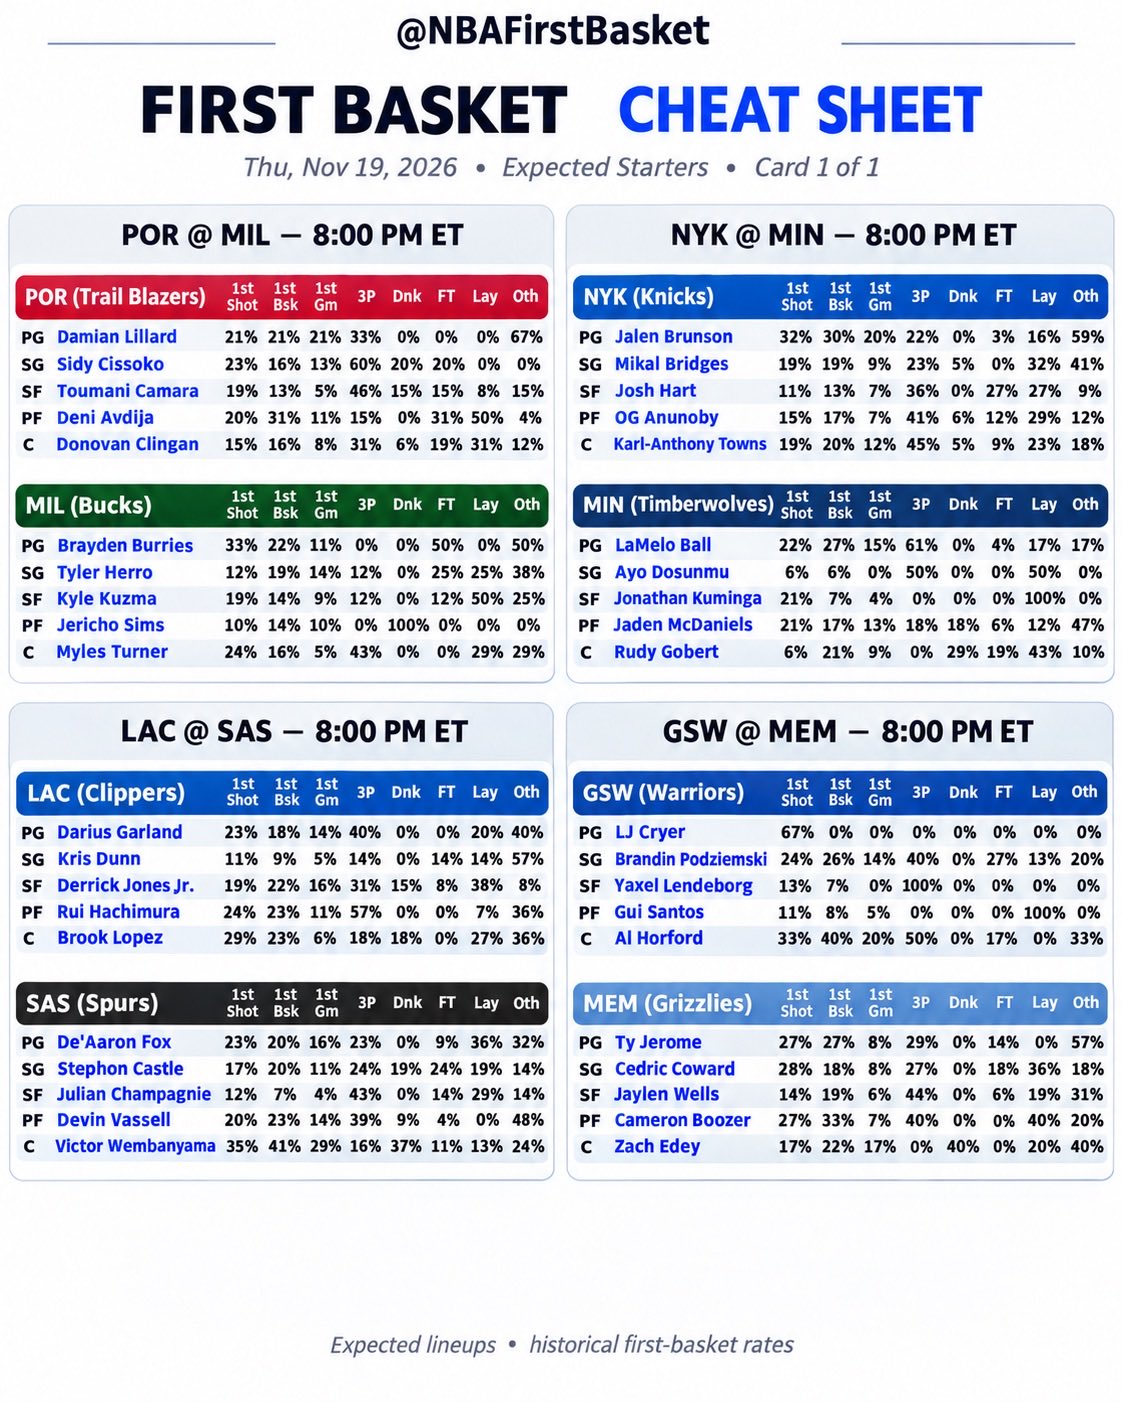 @NBAFirstBasket
FIRST BASKET CHEAT SHEET
Thu, Nov 19, 2026 • Expected Starters • Card 1 of 1
POR @ MIL — 8:00 PM ET
POR (Trail Blazers) 1st Shot 1st Bsk 1st Gm 3P Dnk FT Lay Oth
PG Damian Lillard 21% 21% 21% 33% 0% 0% 0% 67%
SG Sidy Cissoko 23% 16% 13% 60% 20% 20% 0% 0%
SF Toumani Camara 19% 13% 5% 46% 15% 15% 8% 15%
PF Deni Avdija 20% 31% 11% 15% 0% 31% 50% 4%
C Donovan Clingan 15% 16% 8% 31% 6% 19% 31% 12%
MIL (Bucks) 1st Shot 1st Bsk 1st Gm 3P Dnk FT Lay Oth
PG Brayden Burries 33% 22% 11% 0% 0% 50% 0% 50%
SG Tyler Herro 12% 19% 14% 12% 0% 25% 25% 38%
SF Kyle Kuzma 19% 14% 9% 12% 0% 12% 50% 25%
PF Jericho Sims 10% 14% 10% 0% 100% 0% 0% 0%
C Myles Turner 24% 16% 5% 43% 0% 0% 29% 29%
NYK @ MIN — 8:00 PM ET
NYK (Knicks) 1st Shot 1st Bsk 1st Gm 3P Dnk FT Lay Oth
PG Jalen Brunson 32% 30% 20% 22% 0% 3% 16% 59%
SG Mikal Bridges 19% 19% 9% 23% 5% 0% 32% 41%
SF Josh Hart 11% 13% 7% 36% 0% 27% 27% 9%
PF OG Anunoby 15% 17% 7% 41% 6% 12% 29% 12%
C Karl-Anthony Towns 19% 20% 12% 45% 5% 9% 23% 18%
MIN (Timberwolves) 1st Shot 1st Bsk 1st Gm 3P Dnk FT Lay Oth
PG LaMelo Ball 22% 27% 15% 61% 0% 4% 17% 17%
SG Ayo Dosunmu 6% 6% 0% 50% 0% 0% 50% 0%
SF Jonathan Kuminga 21% 7% 4% 0% 0% 0% 100% 0%
PF Jaden McDaniels 21% 17% 13% 18% 18% 6% 12% 47%
C Rudy Gobert 6% 21% 9% 0% 29% 19% 43% 10%
LAC @ SAS — 8:00 PM ET
LAC (Clippers) 1st Shot 1st Bsk 1st Gm 3P Dnk FT Lay Oth
PG Darius Garland 23% 18% 14% 40% 0% 0% 20% 40%
SG Kris Dunn 11% 9% 5% 14% 0% 14% 14% 57%
SF Derrick Jones Jr. 19% 22% 16% 31% 15% 8% 38% 8%
PF Rui Hachimura 24% 23% 11% 57% 0% 0% 7% 36%
C Brook Lopez 29% 23% 6% 18% 18% 0% 27% 36%
SAS (Spurs) 1st Shot 1st Bsk 1st Gm 3P Dnk FT Lay Oth
PG De'Aaron Fox 23% 20% 16% 23% 0% 9% 36% 32%
SG Stephon Castle 17% 20% 11% 24% 19% 24% 19% 14%
SF Julian Champagnie 12% 7% 4% 43% 0% 14% 29% 14%
PF Devin Vassell 20% 23% 14% 39% 9% 4% 0% 48%
C Victor Wembanyama 35% 41% 29% 16% 37% 11% 13% 24%
GSW @ MEM — 8:00 PM ET
GSW (Warriors) 1st Shot 1st Bsk 1st Gm 3P Dnk FT Lay Oth
PG LJ Cryer 67% 0% 0% 0% 0% 0% 0% 0%
SG Brandin Podziemski 24% 26% 14% 40% 0% 27% 13% 20%
SF Yaxel Lendeborg 13% 7% 0% 100% 0% 0% 0% 0%
PF Gui Santos 11% 8% 5% 0% 0% 0% 100% 0%
C Al Horford 33% 40% 20% 50% 0% 17% 0% 33%
MEM (Grizzlies) 1st Shot 1st Bsk 1st Gm 3P Dnk FT Lay Oth
PG Ty Jerome 27% 27% 8% 29% 0% 14% 0% 57%
SG Cedric Coward 28% 18% 8% 27% 0% 18% 36% 18%
SF Jaylen Wells 14% 19% 6% 44% 0% 6% 19% 31%
PF Cameron Boozer 27% 33% 7% 40% 0% 0% 40% 20%
C Zach Edey 17% 22% 17% 0% 40% 0% 20% 40%
Expected lineups • historical first-basket rates